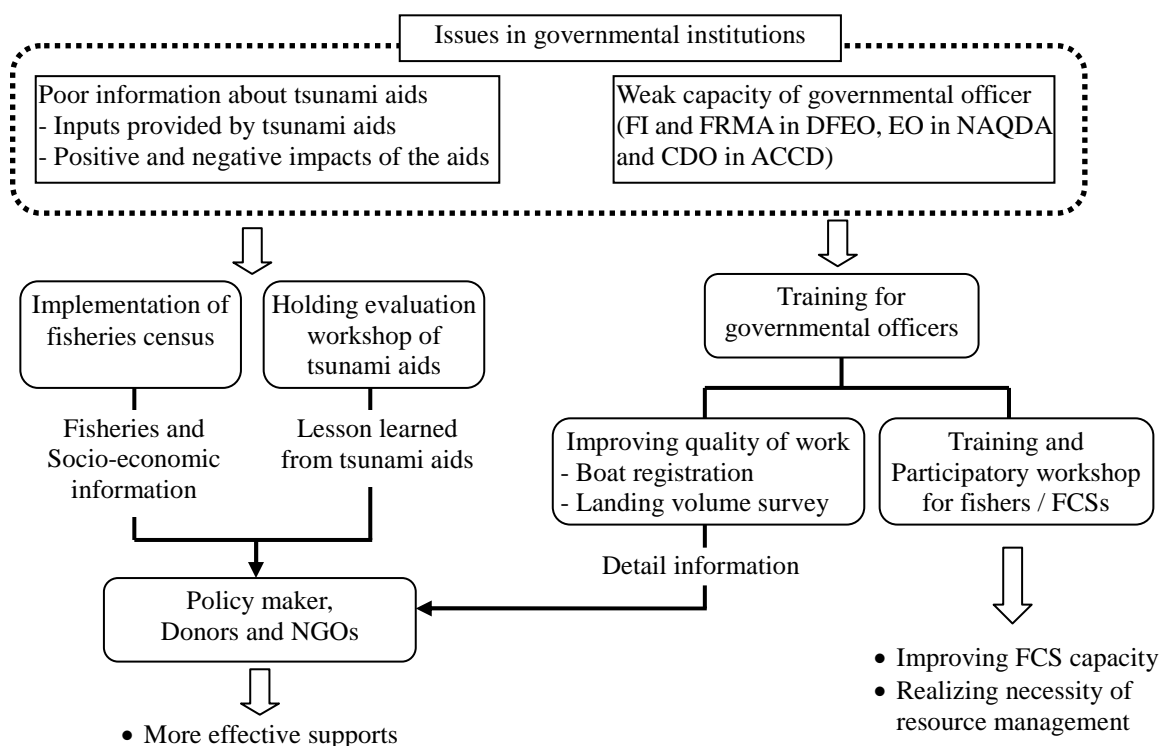 Issues in governmental institutions
Poor information about tsunami aids
- Inputs provided by tsunami aids
- Positive and negative impacts of the aids
Weak capacity of governmental officer
(FI and FRMA in DFEO, EO in NAQDA
and CDO in ACCD)
Implementation of
fisheries census
Holding evaluation
workshop of
tsunami aids
Training for
governmental officers
Fisheries and
Socio-economic
information
Lesson learned
from tsunami aids
Improving quality of work
- Boat registration
- Landing volume survey
Training and
Participatory workshop
for fishers / FCSs
Detail information
Policy maker,
Donors and NGOs
• Improving FCS capacity
• Realizing necessity of
resource management
• More effective supports